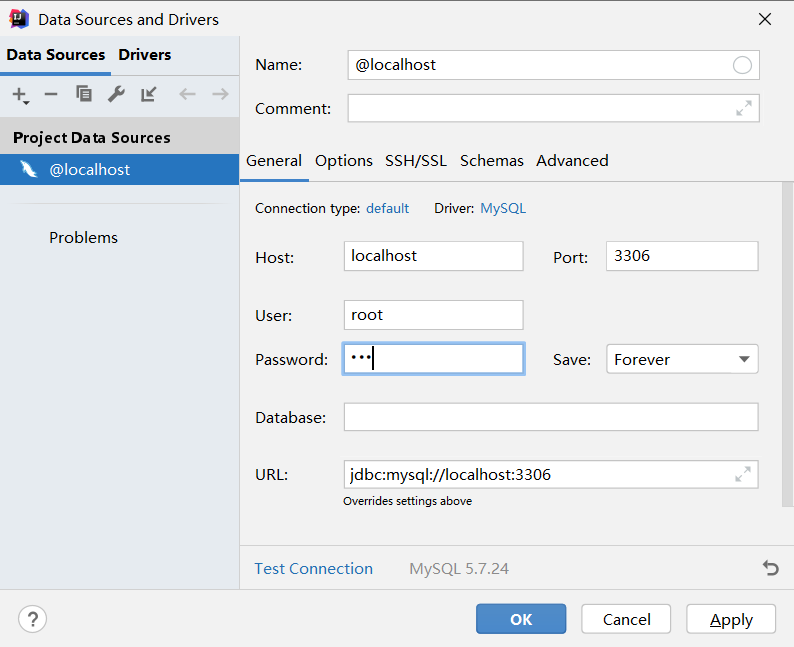 Data Sources and Drivers
Data Sources Drivers
Project Data Sources
@localhost
Problems
Name: @localhost
Comment:
General Options SSH/SSL Schemas Advanced
Connection type: default Driver: MySQL
Host: localhost Port: 3306
User: root
Password: •••
Save: Forever
Database:
URL: jdbc:mysql://localhost:3306
Overrides settings above
Test Connection MySQL 5.7.24
? OK Cancel Apply